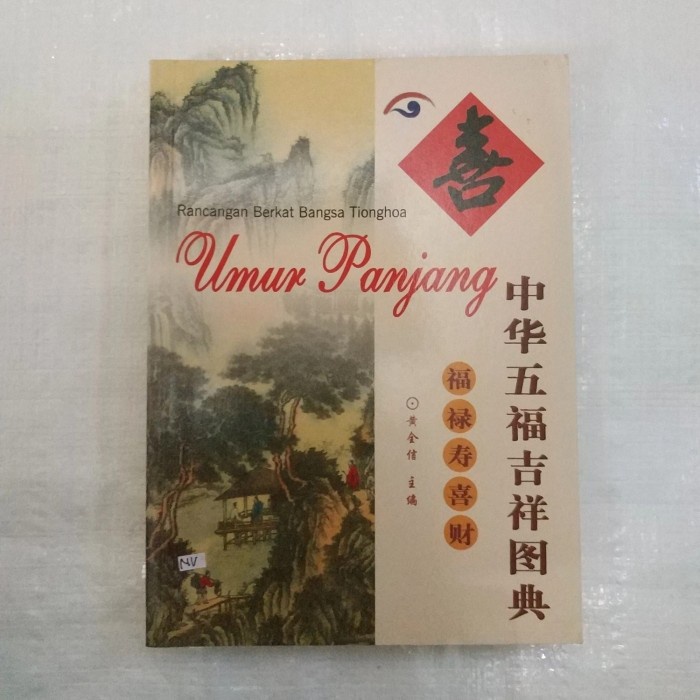 喜
Rancangan Berkat Bangsa Tionghoa
Umur Panjang
中华五福吉祥图典
福禄寿喜财
黄全信 主编
NV